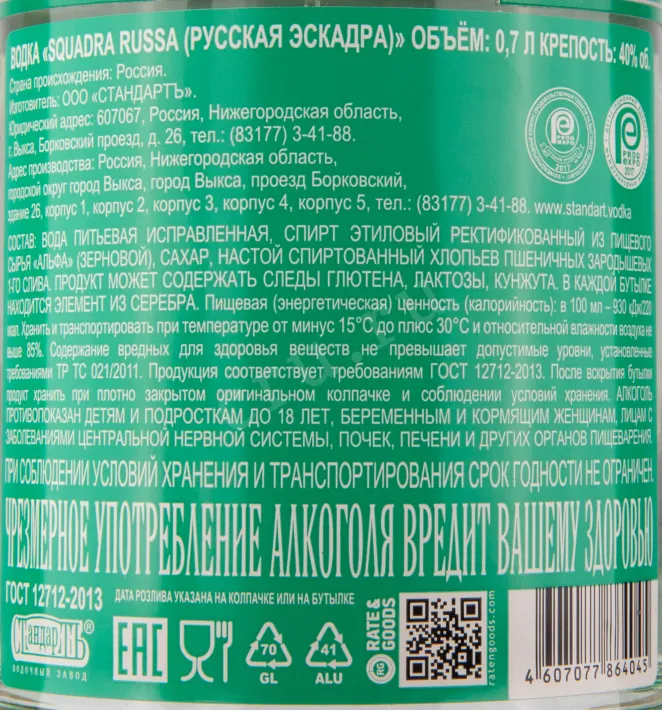 ВОДКА «SQUADRA RUSSA (РУССКАЯ ЭСКАДРА)» ОБЪЁМ: 0,7 Л КРЕПОСТЬ: 40% об.
Страна происхождения: Россия.
Изготовитель: ООО «СТАНДАРТЪ».
Юридический адрес: 607067, Россия, Нижегородская область,
г. Выкса, Борковский проезд, д. 26, тел.: (83177) 3-41-88.
Адрес производства: Россия, Нижегородская область,
городской округ город Выкса, город Выкса, проезд Борковский,
здание 26, корпус 1, корпус 2, корпус 3, корпус 4, корпус 5, тел.: (83177) 3-41-88. www.standart.vodka
PROD EXPO
2017
PROD EXPO
2017
СОСТАВ: ВОДА ПИТЬЕВАЯ ИСПРАВЛЕННАЯ, СПИРТ ЭТИЛОВЫЙ РЕКТИФИКОВАННЫЙ ИЗ ПИЩЕВОГО
СЫРЬЯ «АЛЬФА» (ЗЕРНОВОЙ), САХАР, НАСТОЙ СПИРТОВАННЫЙ ХЛОПЬЕВ ПШЕНИЧНЫХ ЗАРОДЫШЕВЫХ
1-ГО СЛИВА. ПРОДУКТ МОЖЕТ СОДЕРЖАТЬ СЛЕДЫ ГЛЮТЕНА, ЛАКТОЗЫ, КУНЖУТА. В КАЖДОЙ БУТЫЛКЕ
НАХОДИТСЯ ЭЛЕМЕНТ ИЗ СЕРЕБРА. Пищевая (энергетическая) ценность (калорийность): в 100 мл – 930 кДж/220
ккал. Хранить и транспортировать при температуре от минус 15°С до плюс 30°С и относительной влажности воздуха не
выше 85%. Содержание вредных для здоровья веществ не превышает допустимые уровни, установленные
требованиями ТР ТС 021/2011. Продукция соответствует требованиям ГОСТ 12712-2013. После вскрытия бутылки
продукт хранить при плотно закрытом оригинальном колпачке и соблюдении условий хранения. АЛКОГОЛЬ
ПРОТИВОПОКАЗАН ДЕТЯМ И ПОДРОСТКАМ ДО 18 ЛЕТ, БЕРЕМЕННЫМ И КОРМЯЩИМ ЖЕНЩИНАМ, ЛИЦАМ С
ЗАБОЛЕВАНИЯМИ ЦЕНТРАЛЬНОЙ НЕРВНОЙ СИСТЕМЫ, ПОЧЕК, ПЕЧЕНИ И ДРУГИХ ОРГАНОВ ПИЩЕВАРЕНИЯ.
ПРИ СОБЛЮДЕНИИ УСЛОВИЙ ХРАНЕНИЯ И ТРАНСПОРТИРОВАНИЯ СРОК ГОДНОСТИ НЕ ОГРАНИЧЕН.
ЧРЕЗМЕРНОЕ УПОТРЕБЛЕНИЕ АЛКОГОЛЯ ВРЕДИТ ВАШЕМУ ЗДОРОВЬЮ
ГОСТ 12712-2013
ДАТА РОЗЛИВА УКАЗАНА НА КОЛПАЧКЕ ИЛИ НА БУТЫЛКЕ
СТАНДАРТЪ®
ВОДОЧНЫЙ ЗАВОД
EAC
70
GL
41
ALU
RATE&
GOODS
RG
ratengoods.com
4 607077 864045